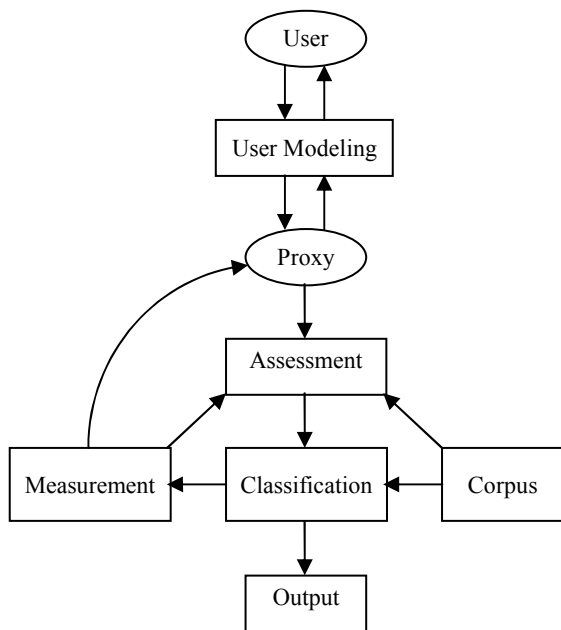 User
User Modeling
Proxy
Assessment
Measurement
Classification
Corpus
Output